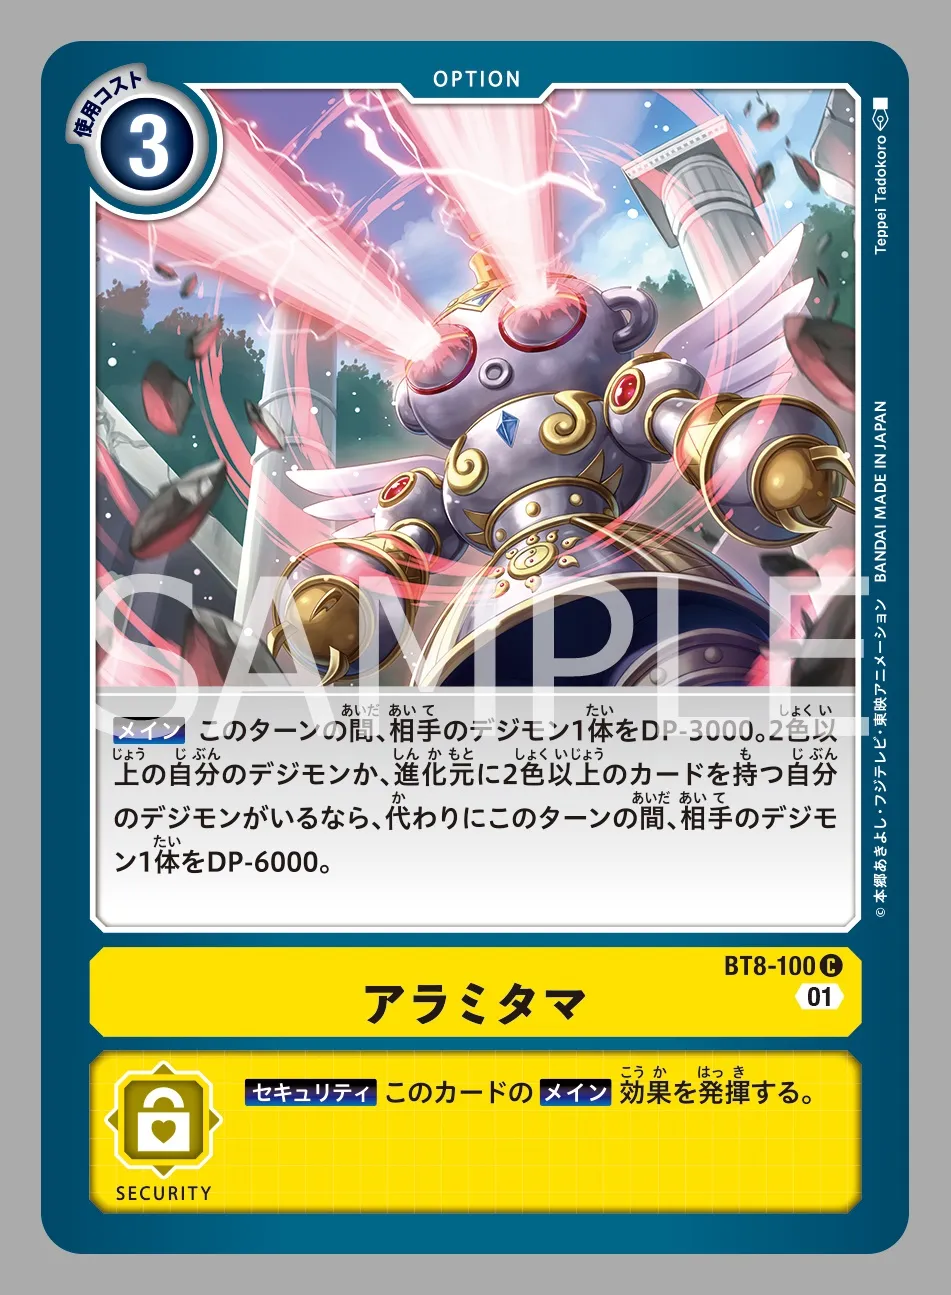 OPTION
使用コスト
3
Teppei Tadokoro
BANDAI MADE IN JAPAN
© 本郷あきよし・フジテレビ・東映アニメーション
SAMPLE
メイン このターンの間、相手のデジモン1体をDP-3000。2色以
上の自分のデジモンか、進化元に2色以上のカードを持つ自分
のデジモンがいるなら、代わりにこのターンの間、相手のデジモ
ン1体をDP-6000。
BT8-100 C
01
アラミタマ
セキュリティ このカードの メイン 効果を発揮する。
SECURITY